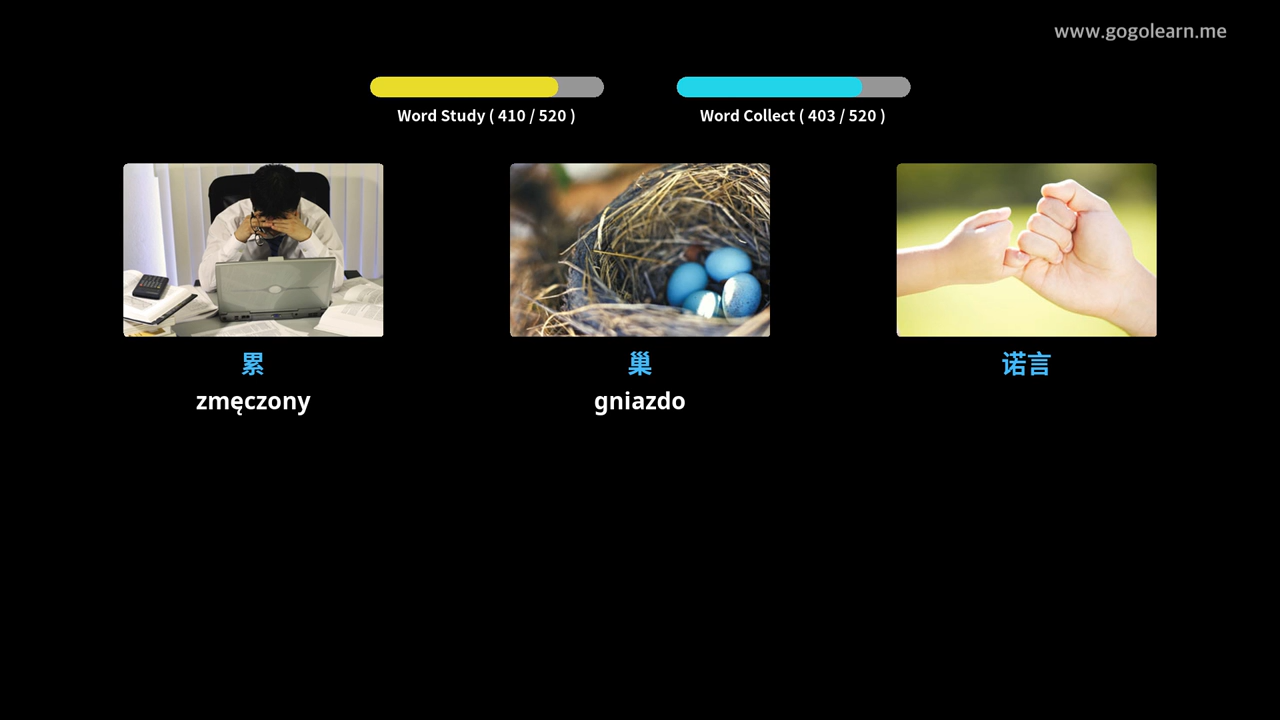 www.gogolearn.me
Word Study ( 410 / 520 )
Word Collect ( 403 / 520 )
累
zmęczony
巢
gniazdo
诺言